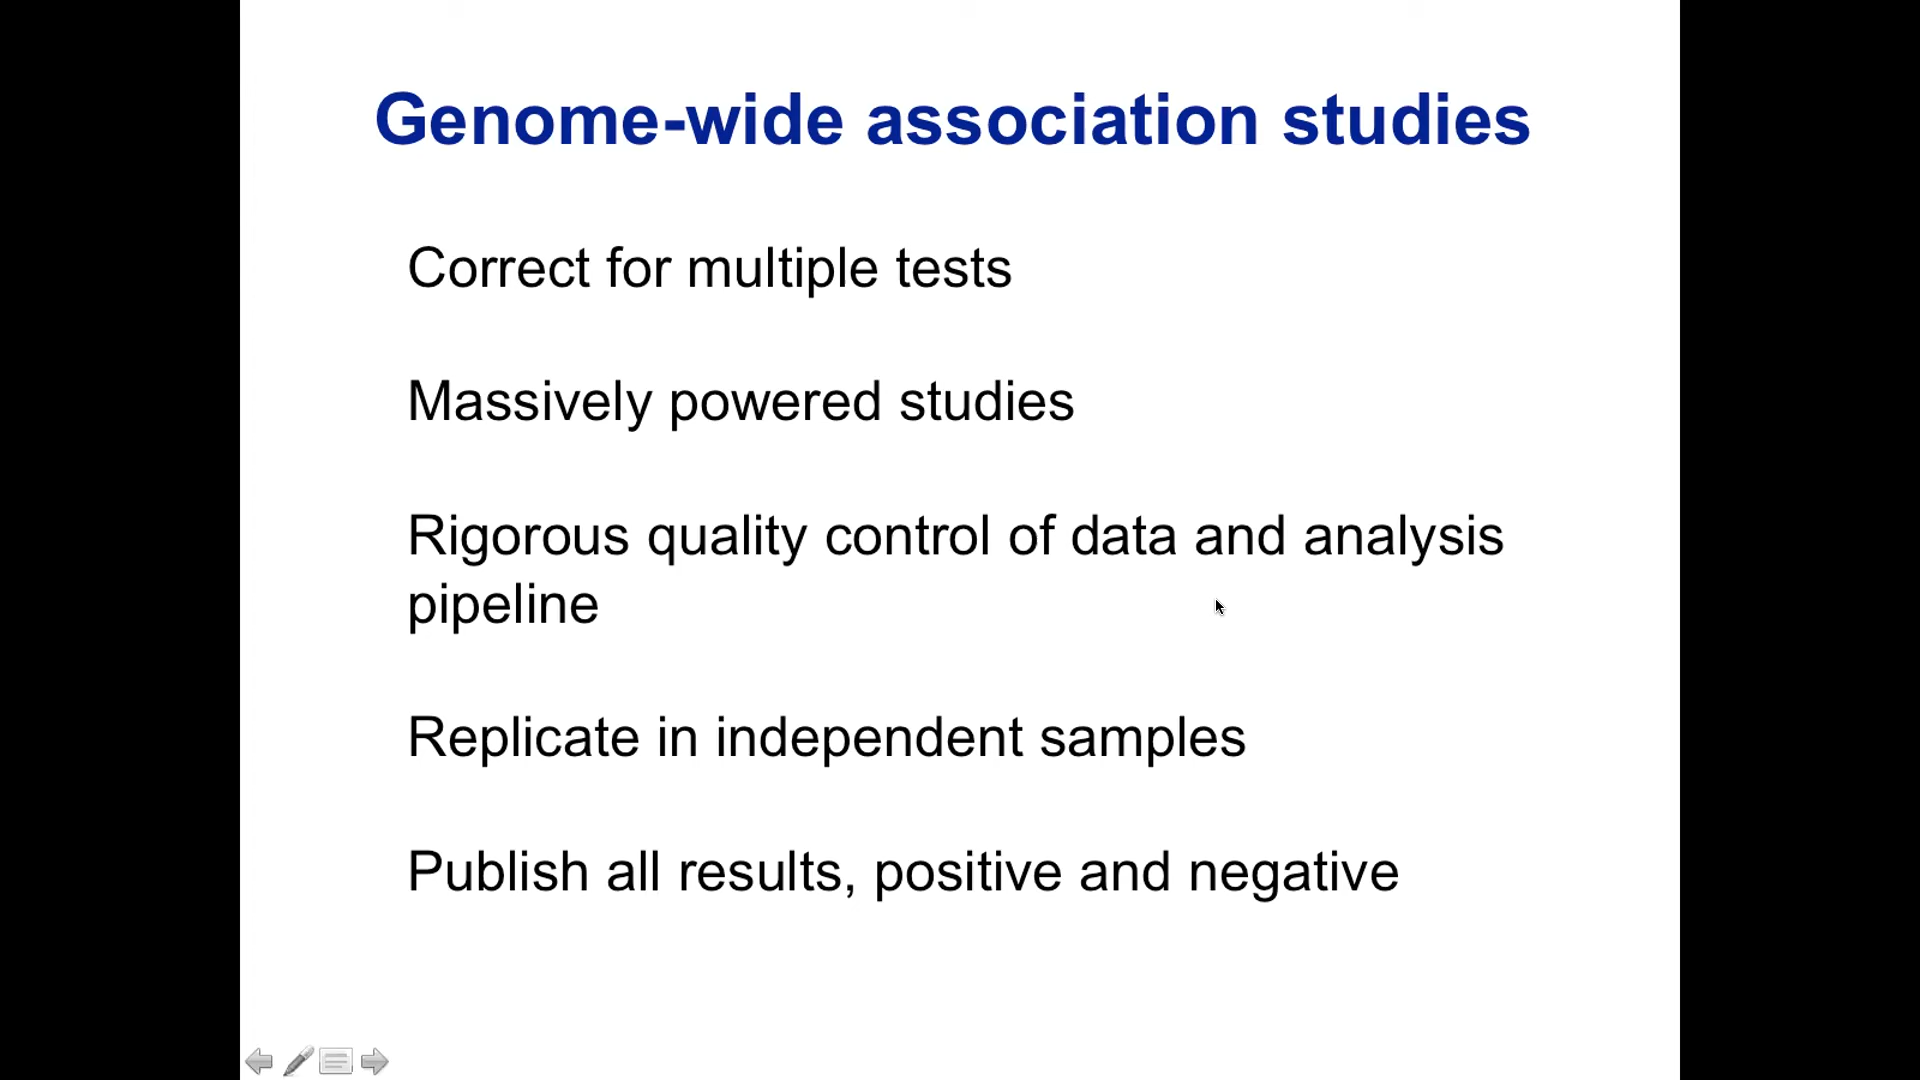 Genome-wide association studies
Correct for multiple tests
Massively powered studies
Rigorous quality control of data and analysis
pipeline
Replicate in independent samples
Publish all results, positive and negative